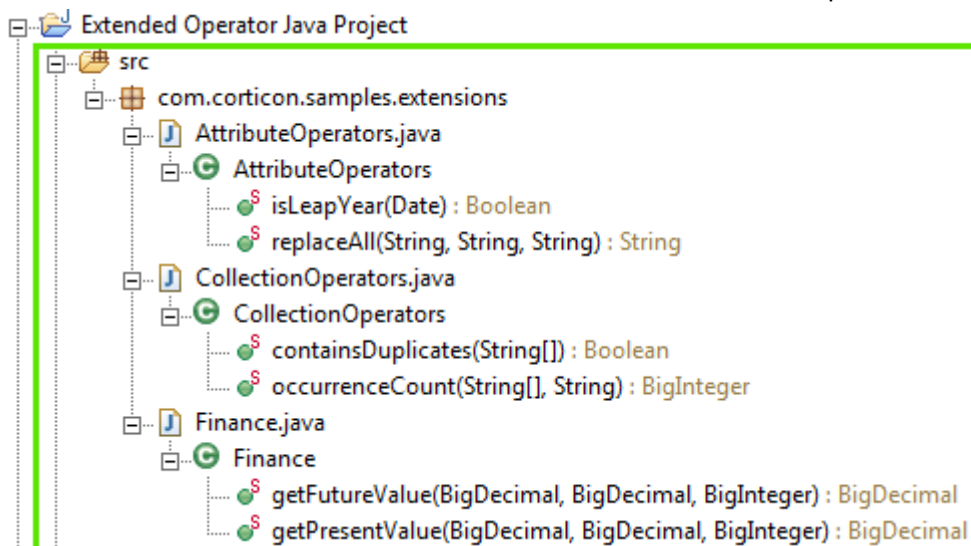 Extended Operator Java Project
src
com.corticon.samples.extensions
AttributeOperators.java
AttributeOperators
isLeapYear(Date) : Boolean
replaceAll(String, String, String) : String
CollectionOperators.java
CollectionOperators
containsDuplicates(String[]) : Boolean
occurrenceCount(String[], String) : BigInteger
Finance.java
Finance
getFutureValue(BigDecimal, BigDecimal, BigInteger) : BigDecimal
getPresentValue(BigDecimal, BigDecimal, BigInteger) : BigDecimal